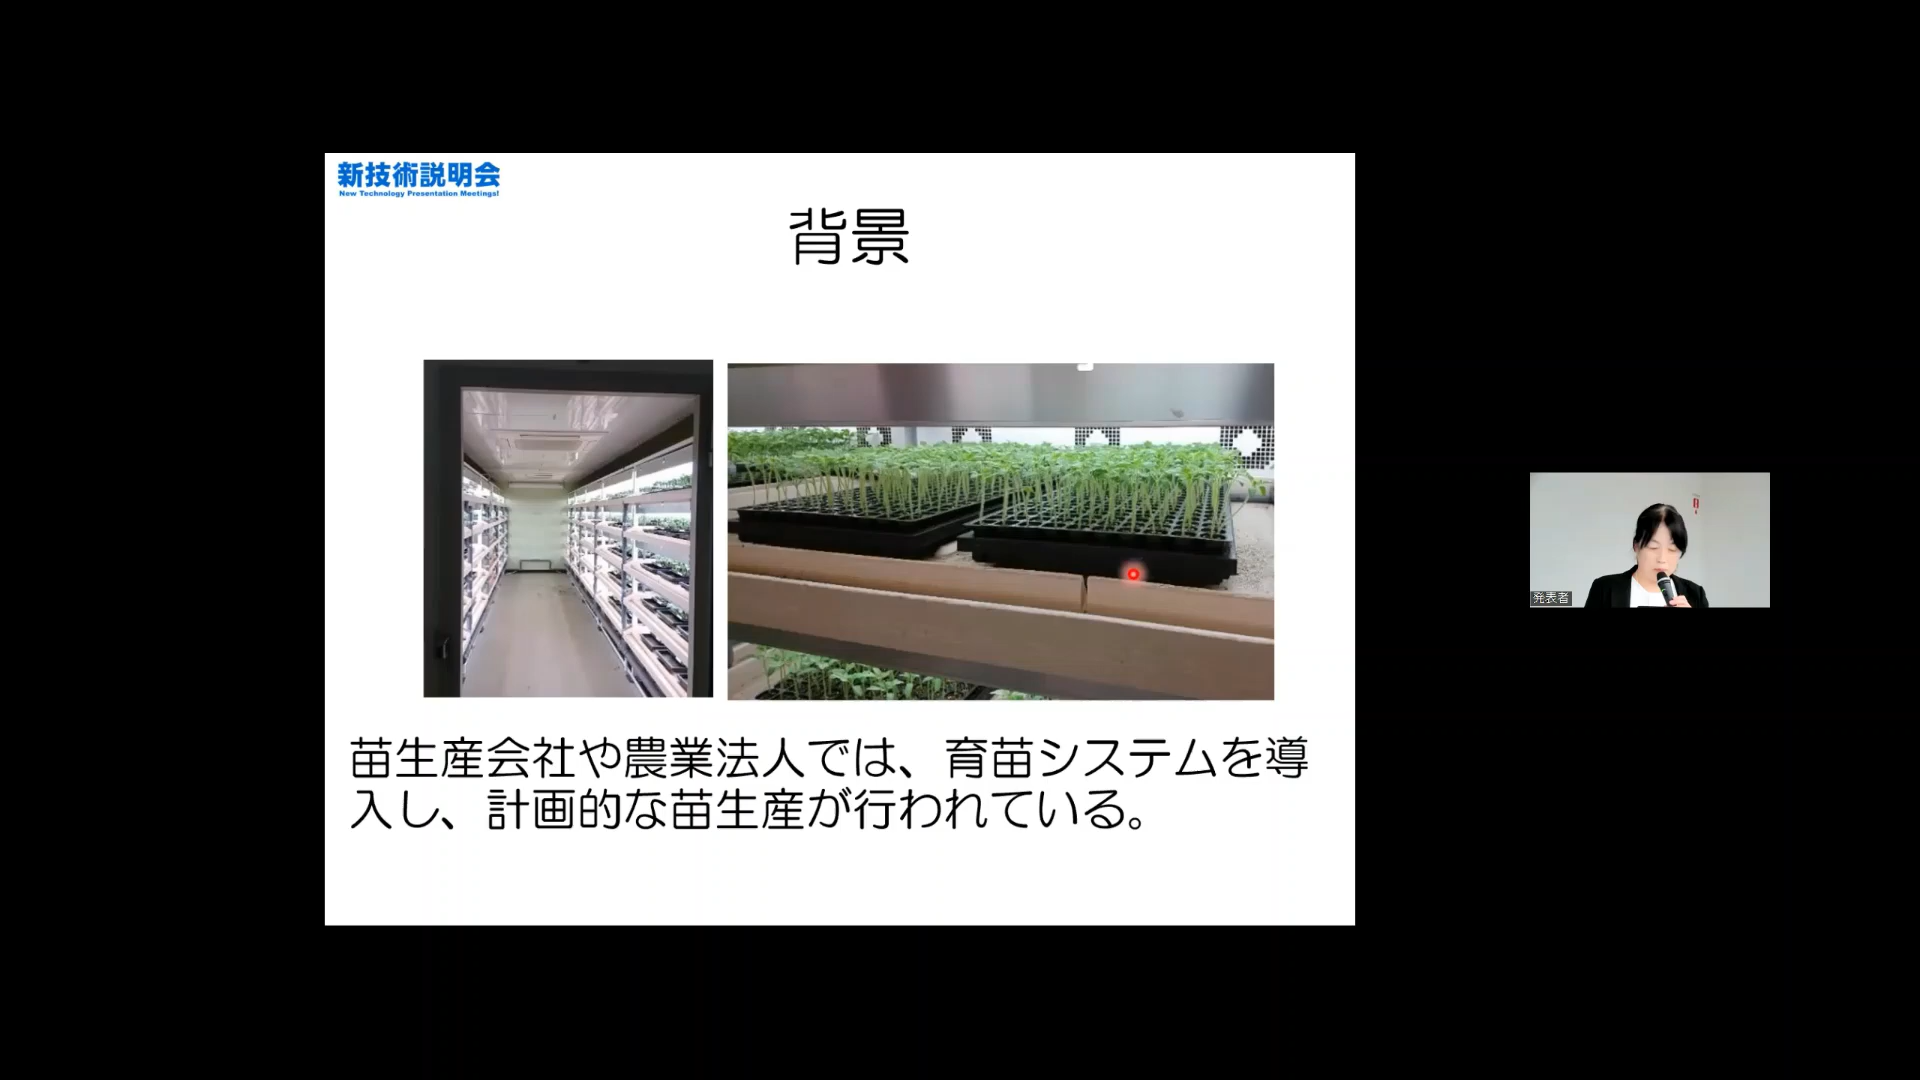 新技術説明会
New Technology Presentation Meetings!
背景
苗生産会社や農業法人では、育苗システムを導
入し、計画的な苗生産が行われている。
発表者